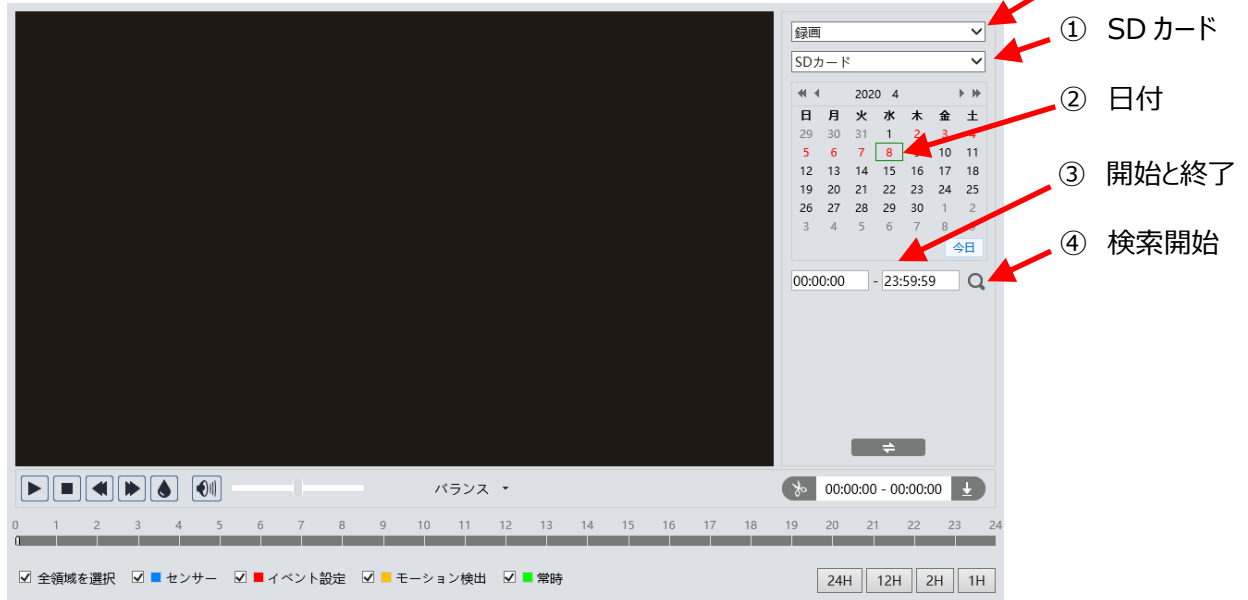 録画
① SD カード
SDカード
② 日付
2020 4
日 月 火 水 木 金 土
29 30 31 1 2 3 4
5 6 7 8 9 10 11
12 13 14 15 16 17 18
19 20 21 22 23 24 25
26 27 28 29 30 1 2
3 4 5 6 7 8 9
今日
③ 開始と終了
④ 検索開始
00:00:00 - 23:59:59
バランス
00:00:00 - 00:00:00
0 1 2 3 4 5 6 7 8 9 10 11 12 13 14 15 16 17 18 19 20 21 22 23 24
全領域を選択 センサー イベント設定 モーション検出 常時
24H 12H 2H 1H